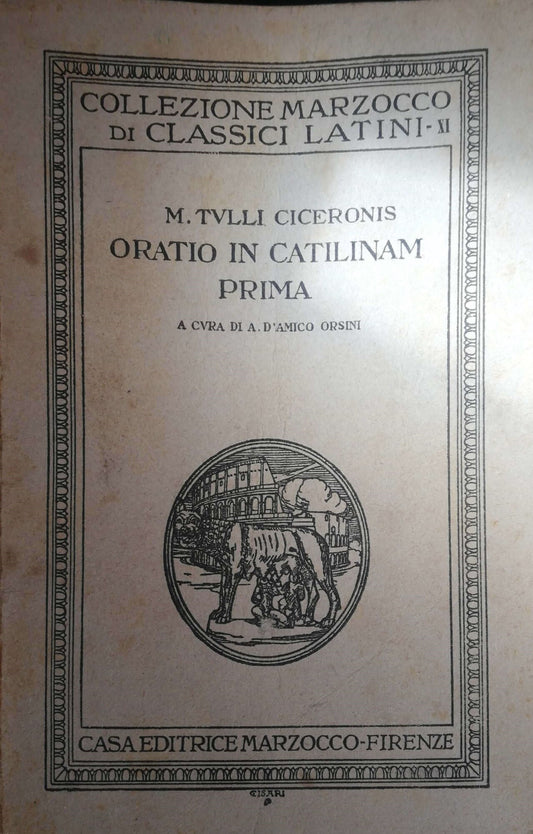 COLLEZIONE MARZOCCO
DI CLASSICI LATINI-XI
M. TVLLI CICERONIS
ORATIO IN CATILINAM
PRIMA
A CVRA DI A. D'AMICO ORSINI
CASA EDITRICE MARZOCCO-FIRENZE
CISARI